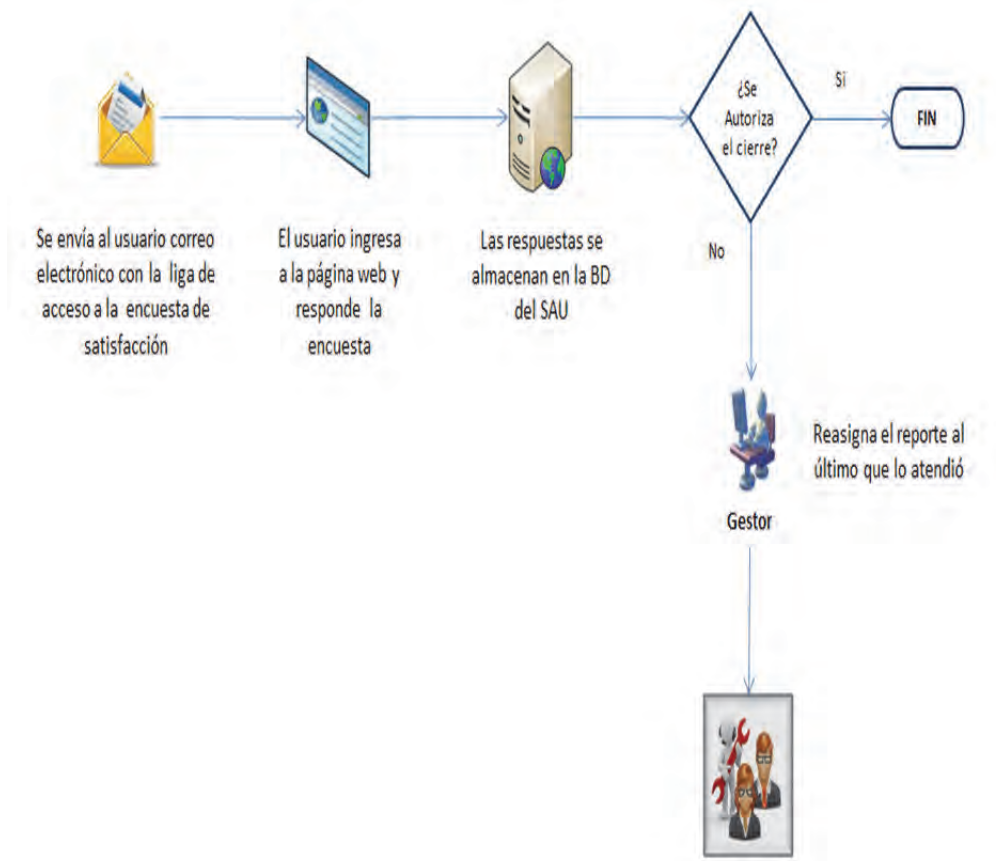 Se envía al usuario correo
electrónico con la liga de
acceso a la encuesta de
satisfacción
El usuario ingresa
a la página web y
responde la
encuesta
Las respuestas se
almacenan en la BD
del SAU
¿Se
Autoriza
el cierre?
Sí
FIN
No
Reasigna el reporte al
último que lo atendió
Gestor